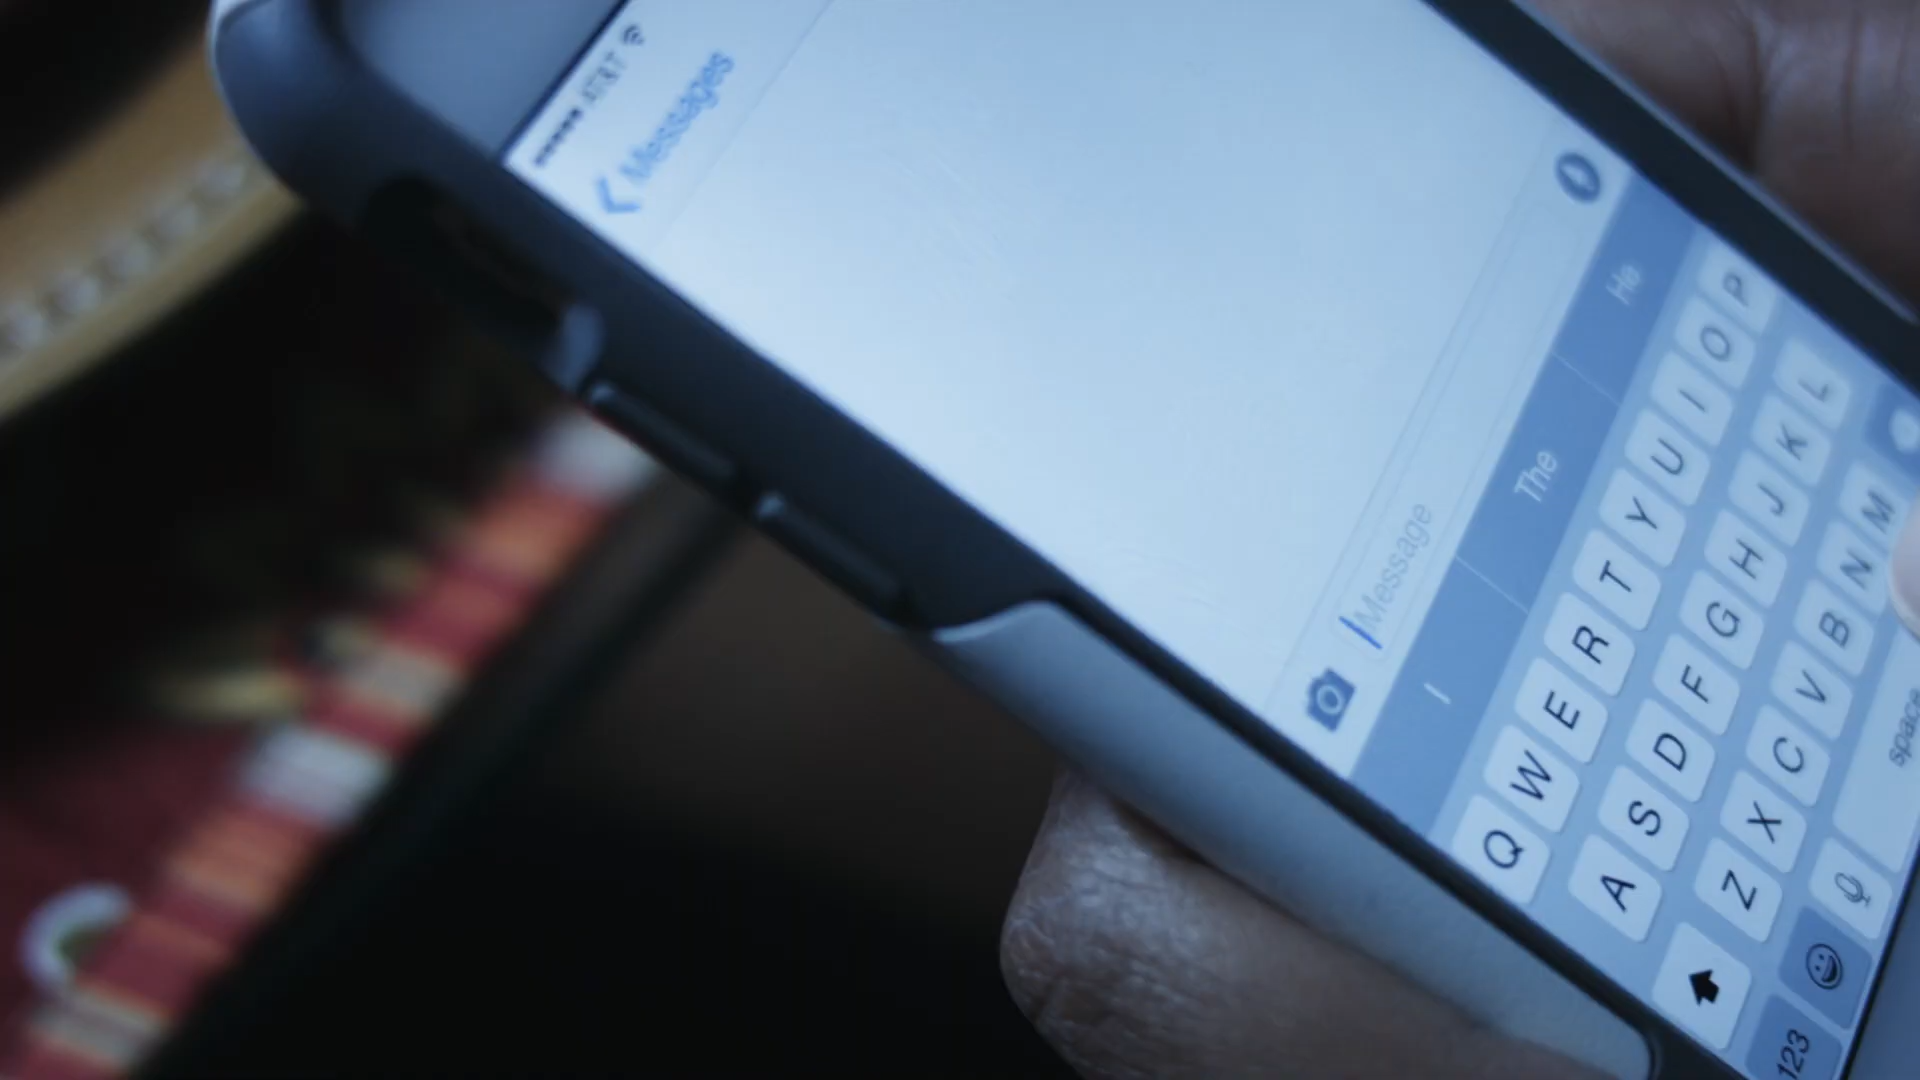 AT&T
Messages
Message
I
The
He
Q W E R T Y U I O P
A S D F G H J K L
Z X C V B N M
123
space